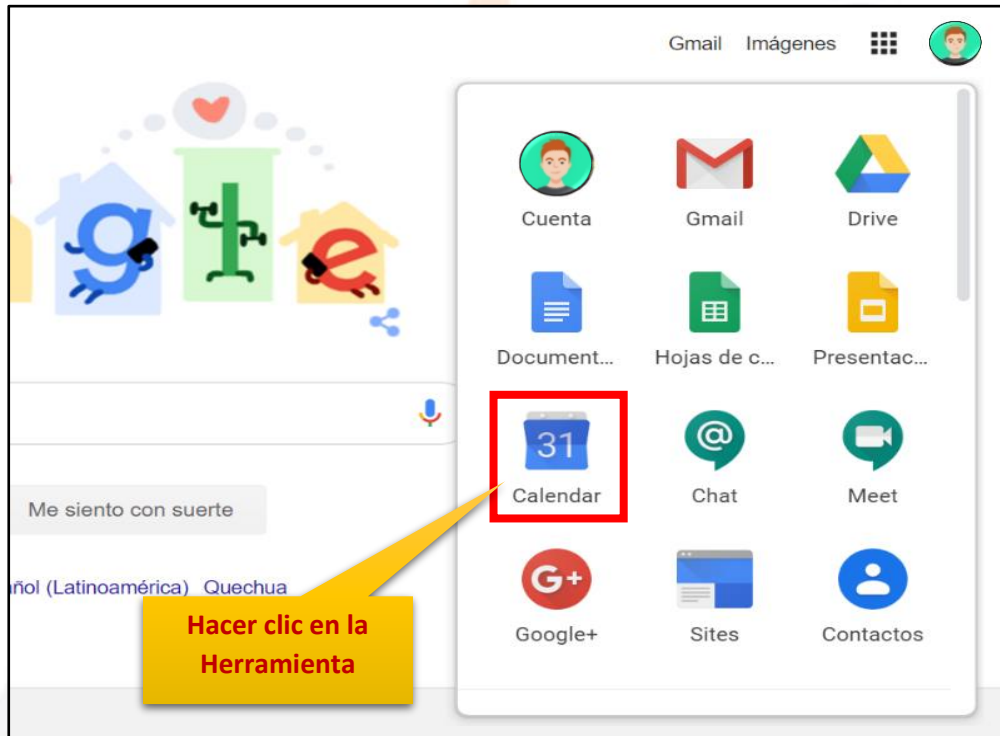 Gmail Imágenes
Cuenta Gmail Drive
Document... Hojas de c... Presentac...
31
Calendar Chat Meet
G+
Google+ Sites Contactos
Me siento con suerte
ñol (Latinoamérica) Quechua
Hacer clic en la
Herramienta